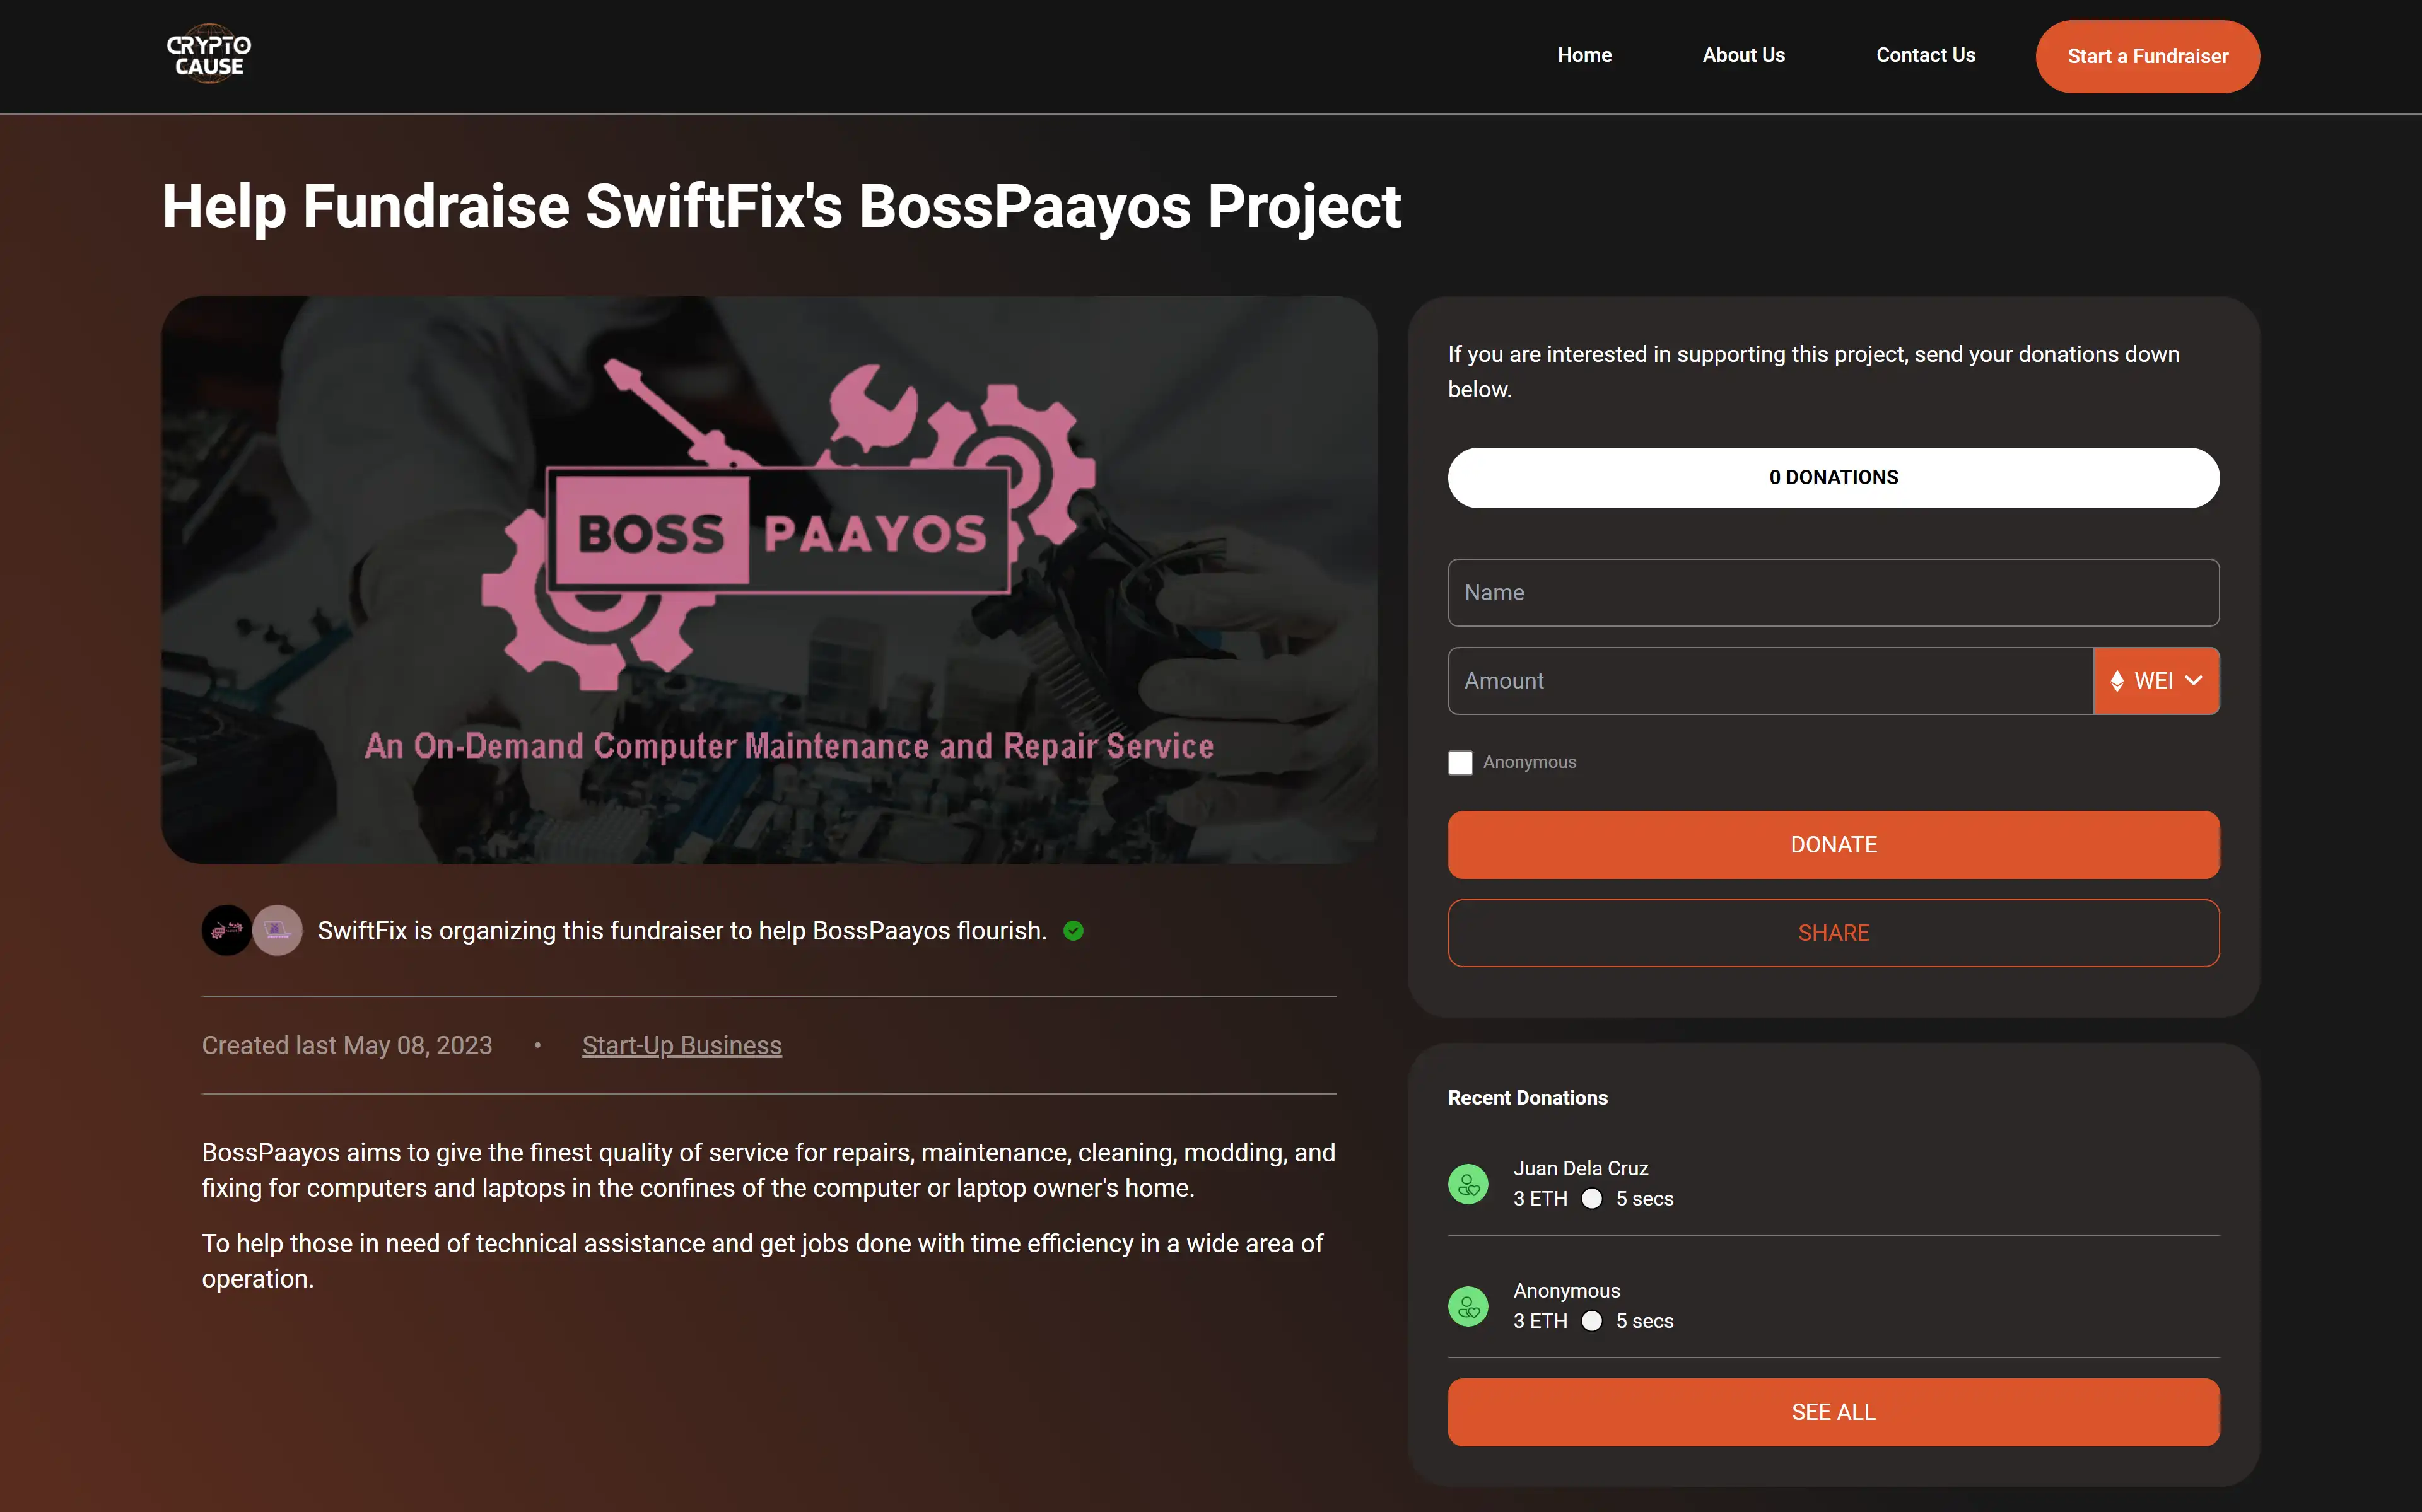 CRYPTO
CAUSE
Home
About Us
Contact Us
Start a Fundraiser
Help Fundraise SwiftFix's BossPaayos Project
BOSS PAAYOS
An On-Demand Computer Maintenance and Repair Service
SwiftFix is organizing this fundraiser to help BossPaayos flourish.
Created last May 08, 2023 • Start-Up Business
BossPaayos aims to give the finest quality of service for repairs, maintenance, cleaning, modding, and
fixing for computers and laptops in the confines of the computer or laptop owner's home.
To help those in need of technical assistance and get jobs done with time efficiency in a wide area of
operation.
If you are interested in supporting this project, send your donations down
below.
0 DONATIONS
Name
Amount
WEI
Anonymous
DONATE
SHARE
Recent Donations
Juan Dela Cruz
3 ETH 5 secs
Anonymous
3 ETH 5 secs
SEE ALL